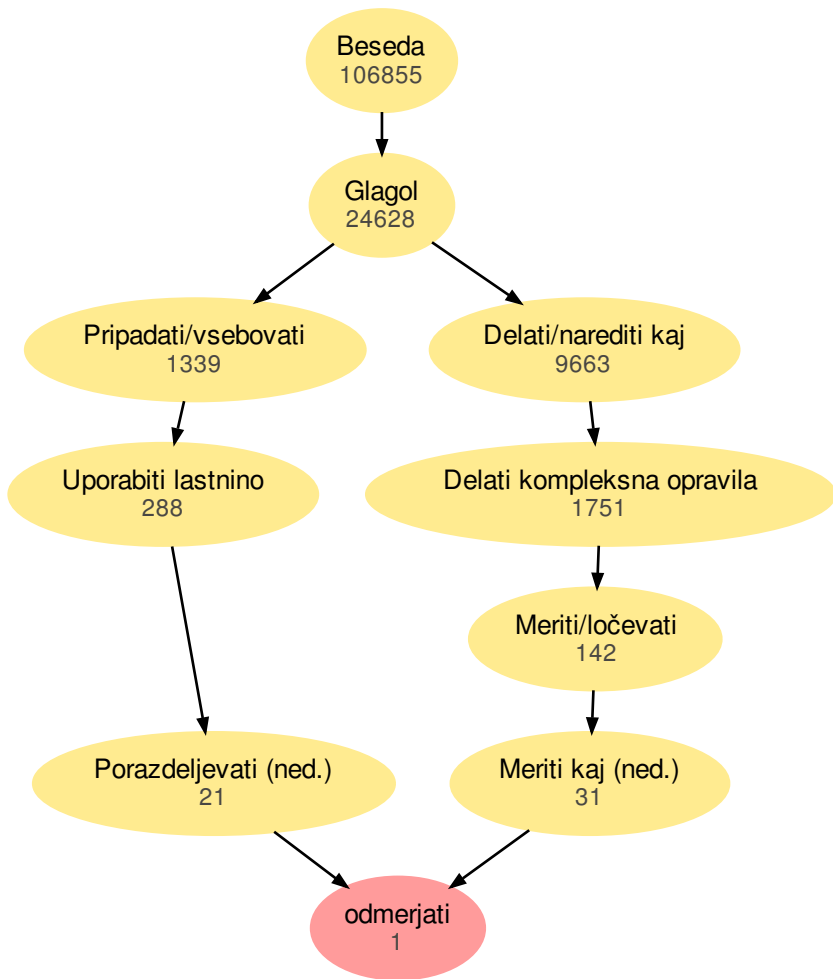 Beseda
106855
Glagol
24628
Pripadati/vsebovati
1339
Delati/narediti kaj
9663
Uporabiti lastnino
288
Delati kompleksna opravila
1751
Meriti/ločevati
142
Porazdeljevati (ned.)
21
Meriti kaj (ned.)
31
odmerjati
1